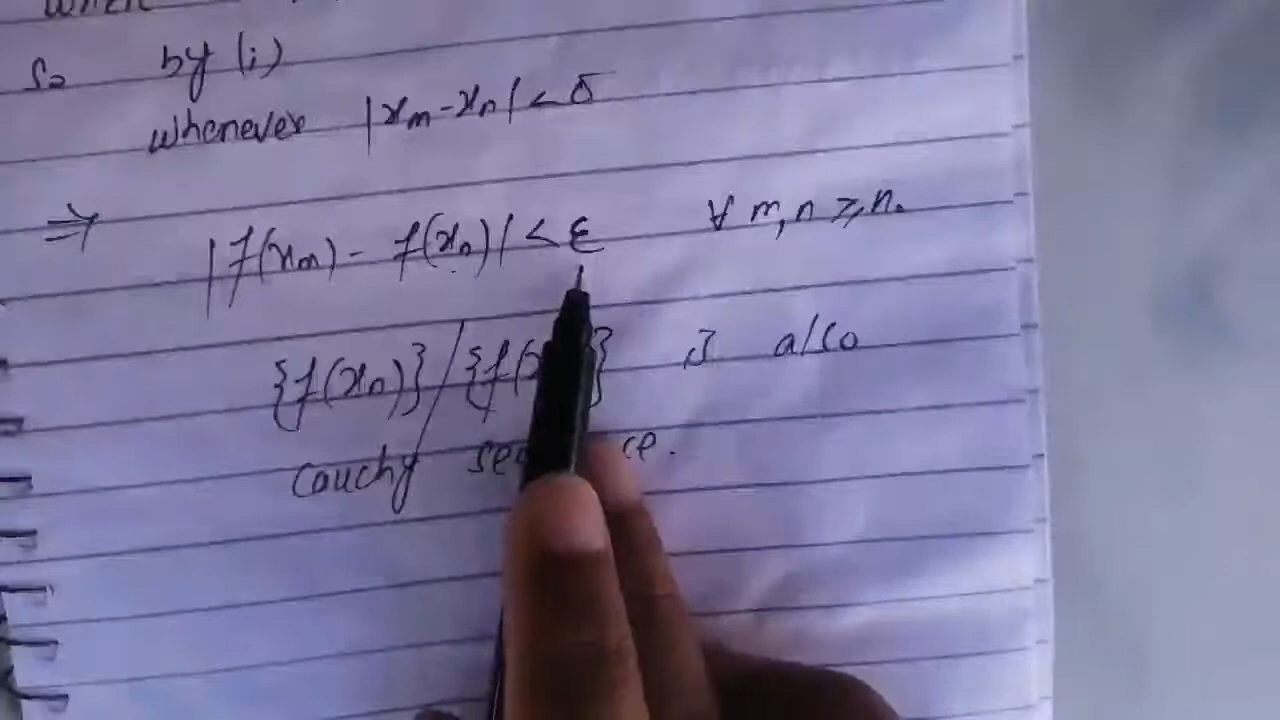 So by (i)
whenever |xm - xn| < δ
⇒ |f(xm) - f(xn)| < ε ∀ m, n ≥ n₀
{f(xn)} / {f( } is also
Cauchy